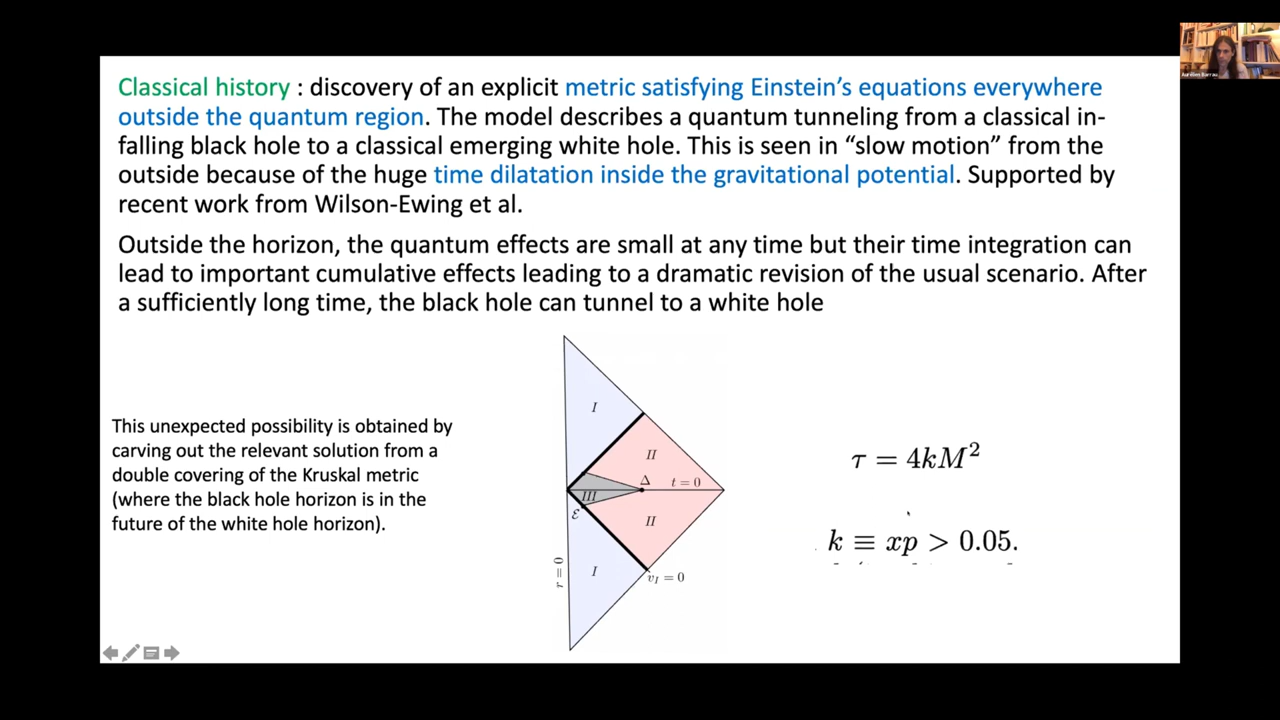 Classical history : discovery of an explicit metric satisfying Einstein’s equations everywhere
outside the quantum region. The model describes a quantum tunneling from a classical in-
falling black hole to a classical emerging white hole. This is seen in “slow motion” from the
outside because of the huge time dilatation inside the gravitational potential. Supported by
recent work from Wilson-Ewing et al.
Outside the horizon, the quantum effects are small at any time but their time integration can
lead to important cumulative effects leading to a dramatic revision of the usual scenario. After
a sufficiently long time, the black hole can tunnel to a white hole
This unexpected possibility is obtained by
carving out the relevant solution from a
double covering of the Kruskal metric
(where the black hole horizon is in the
future of the white hole horizon).
I
II
Δ
t = 0
III
ε
II
I
r = 0
v_I = 0
τ = 4kM²
k ≡ xp > 0.05.
Aurélien Barrau